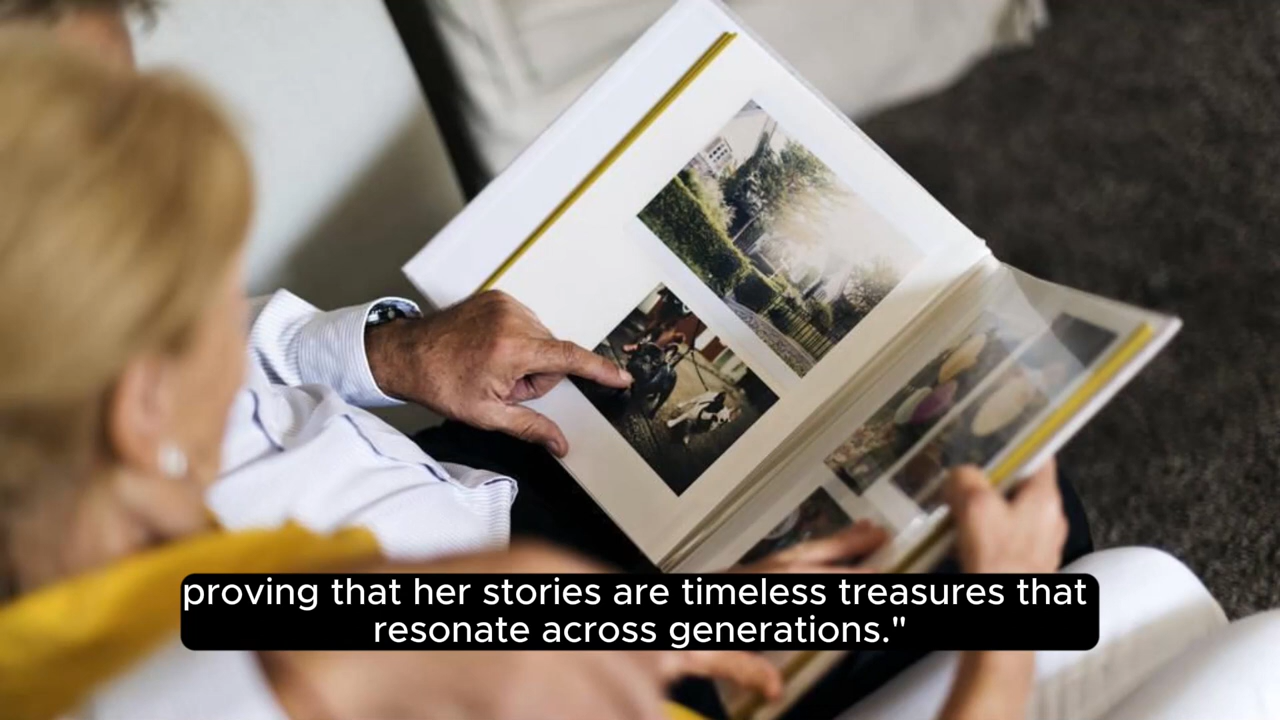 proving that her stories are timeless treasures that
resonate across generations."